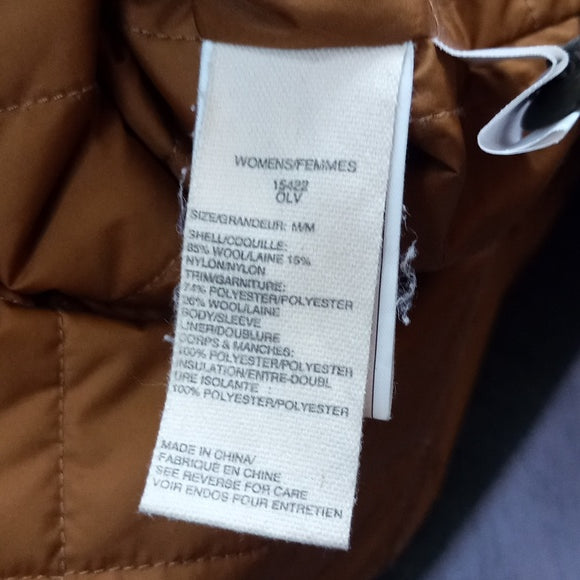 WOMENS/FEMMES
15422
OLV
SIZE/GRANDEUR: M/M
SHELL/COQUILLE:
85% WOOL/LAINE 15%
NYLON/NYLON
TRIM/GARNITURE:
74% POLYESTER/POLYESTER
26% WOOL/LAINE
BODY/SLEEVE
LINER/DOUBLURE
CORPS & MANCHES:
100% POLYESTER/POLYESTER
INSULATION/ENTRE-DOUBL
URE ISOLANTE
100% POLYESTER/POLYESTER
MADE IN CHINA/
FABRIQUÉ EN CHINE
SEE REVERSE FOR CARE
VOIR ENDOS POUR ENTRETIEN